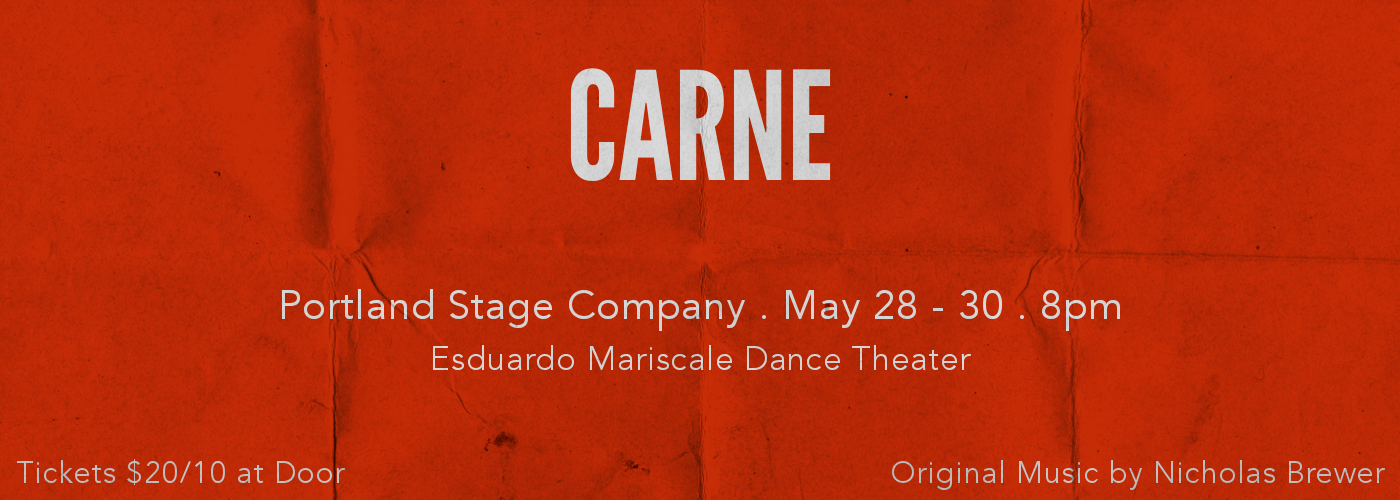 CARNE
Portland Stage Company . May 28 - 30 . 8pm
Esduardo Mariscale Dance Theater
Tickets $20/10 at Door
Original Music by Nicholas Brewer